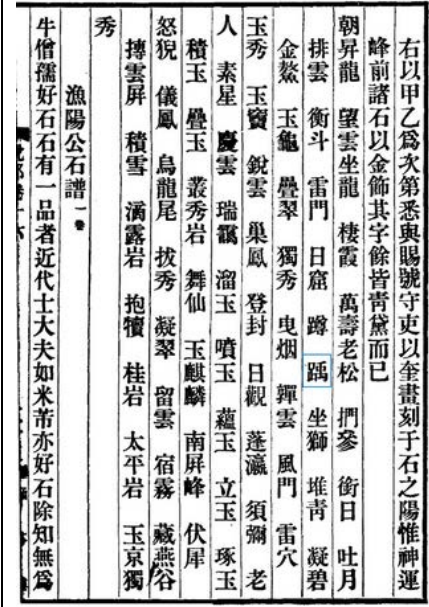 右以甲乙爲次第悉與賜號守吏以奎畫刻于石之陽惟神運
峰前諸石以金飾其字餘皆青黛而已
朝昇龍 望雲坐龍 棲霞 萬壽老松 捫參 銜日 吐月
排雲 衡斗 雷門 日窟 蹲踽 坐獅 堆青 凝碧
金鰲 玉龜 疊翠 獨秀 曳烟 嚲雲 風門 雷穴
玉秀 玉竇 銳雲 巢鳳 登封 日觀 蓬瀛 須彌 老
人 素星 慶雲 瑞靄 溜玉 噴玉 蘊玉 立玉 琢玉
積玉 疊玉 叢秀岩 舞仙 玉麒麟 南屏峰 伏犀
怒猊 儀鳳 烏龍尾 拔秀 凝翠 留雲 宿霧 藏燕谷
摶雲屏 積雪 滴露岩 抱犢 桂岩 太平岩 玉京獨
秀
漁陽公石譜一卷
牛僧孺好石石有一品者近代士大夫如米芾亦好石除知無爲